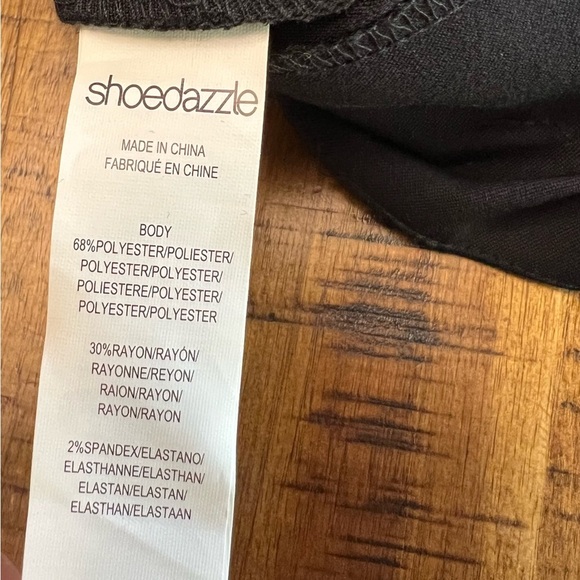 shoedazzle
MADE IN CHINA
FABRIQUÉ EN CHINE
BODY
68%POLYESTER/POLIESTER/
POLYESTER/POLYESTER/
POLIESTERE/POLYESTER/
POLYESTER/POLYESTER
30%RAYON/RAYÓN/
RAYONNE/REYON/
RAION/RAYON/
RAYON/RAYON
2%SPANDEX/ELASTANO/
ELASTHANNE/ELASTHAN/
ELASTAN/ELASTAN/
ELASTHAN/ELASTAAN